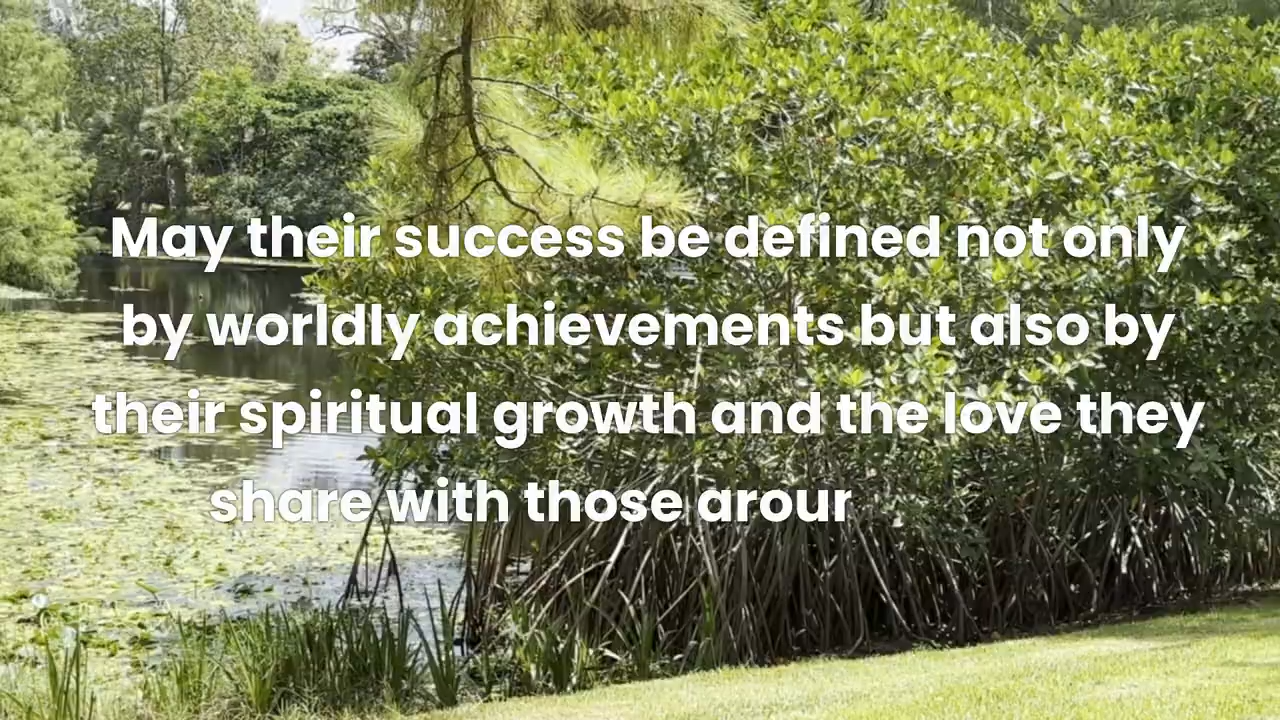 May their success be defined not only
by worldly achievements but also by
their spiritual growth and the love they
share with those arour